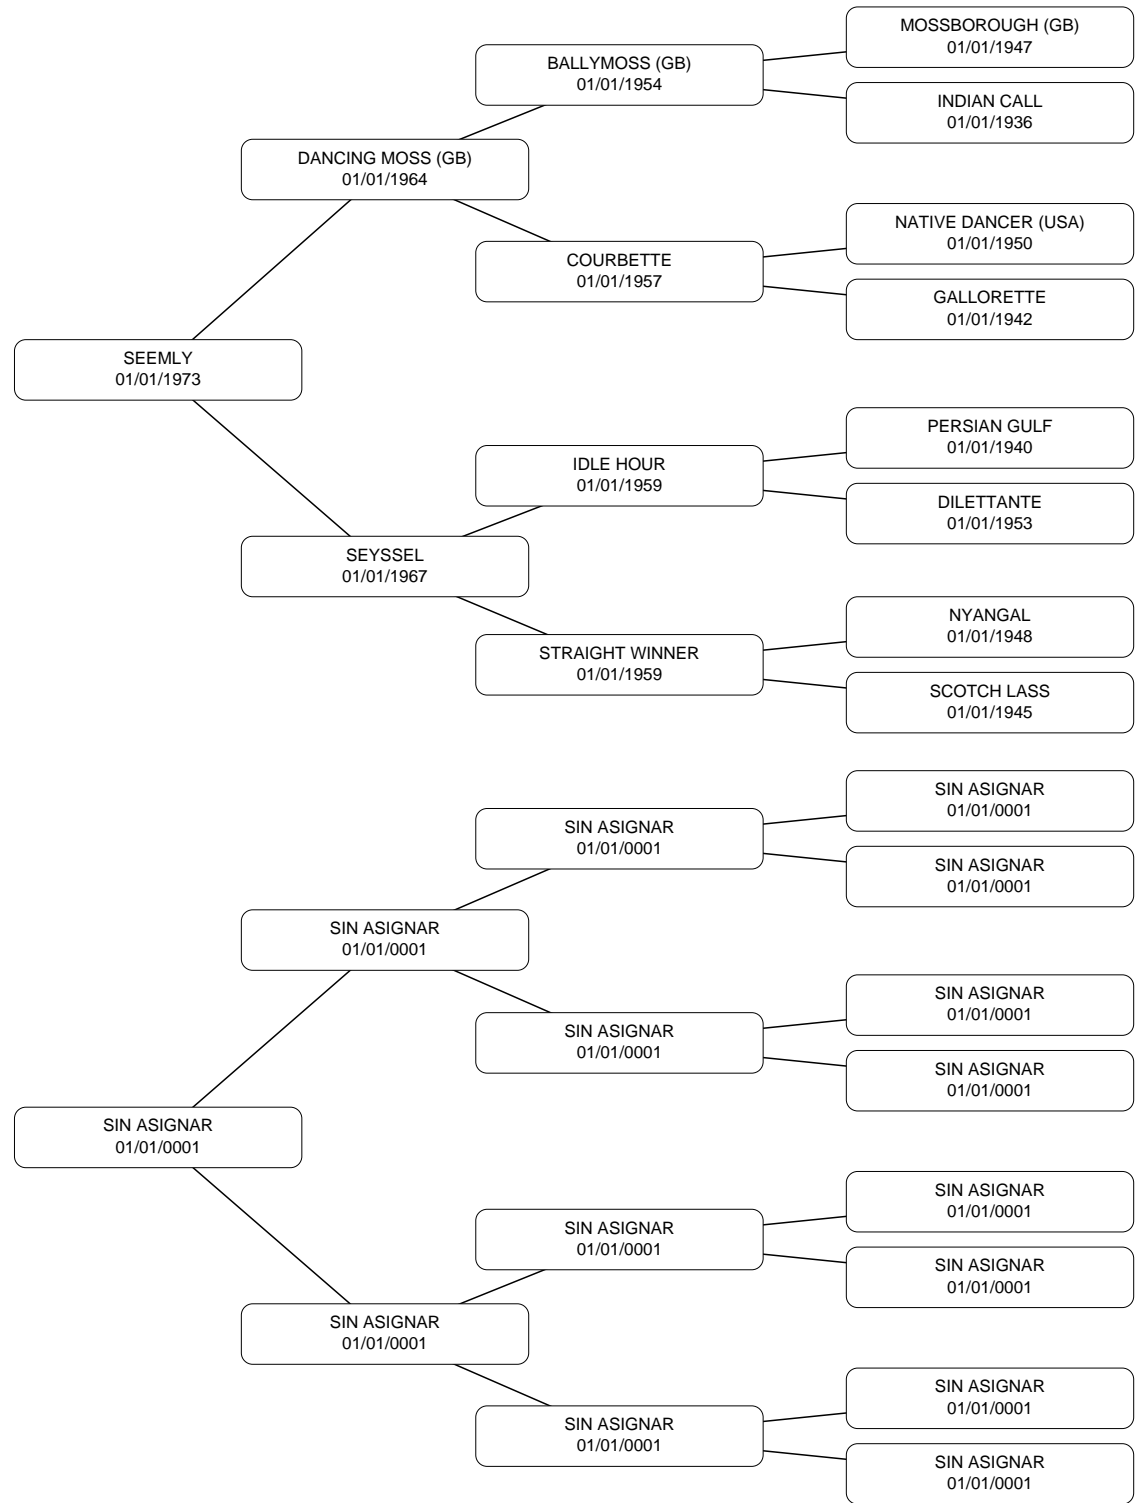 MOSSBOROUGH (GB)
01/01/1947
BALLYMOSS (GB)
01/01/1954
INDIAN CALL
01/01/1936
DANCING MOSS (GB)
01/01/1964
NATIVE DANCER (USA)
01/01/1950
COURBETTE
01/01/1957
GALLORETTE
01/01/1942
SEEMLY
01/01/1973
PERSIAN GULF
01/01/1940
IDLE HOUR
01/01/1959
DILETTANTE
01/01/1953
SEYSSEL
01/01/1967
NYANGAL
01/01/1948
STRAIGHT WINNER
01/01/1959
SCOTCH LASS
01/01/1945
SIN ASIGNAR
01/01/0001
SIN ASIGNAR
01/01/0001
SIN ASIGNAR
01/01/0001
SIN ASIGNAR
01/01/0001
SIN ASIGNAR
01/01/0001
SIN ASIGNAR
01/01/0001
SIN ASIGNAR
01/01/0001
SIN ASIGNAR
01/01/0001
SIN ASIGNAR
01/01/0001
SIN ASIGNAR
01/01/0001
SIN ASIGNAR
01/01/0001
SIN ASIGNAR
01/01/0001
SIN ASIGNAR
01/01/0001
SIN ASIGNAR
01/01/0001
SIN ASIGNAR
01/01/0001